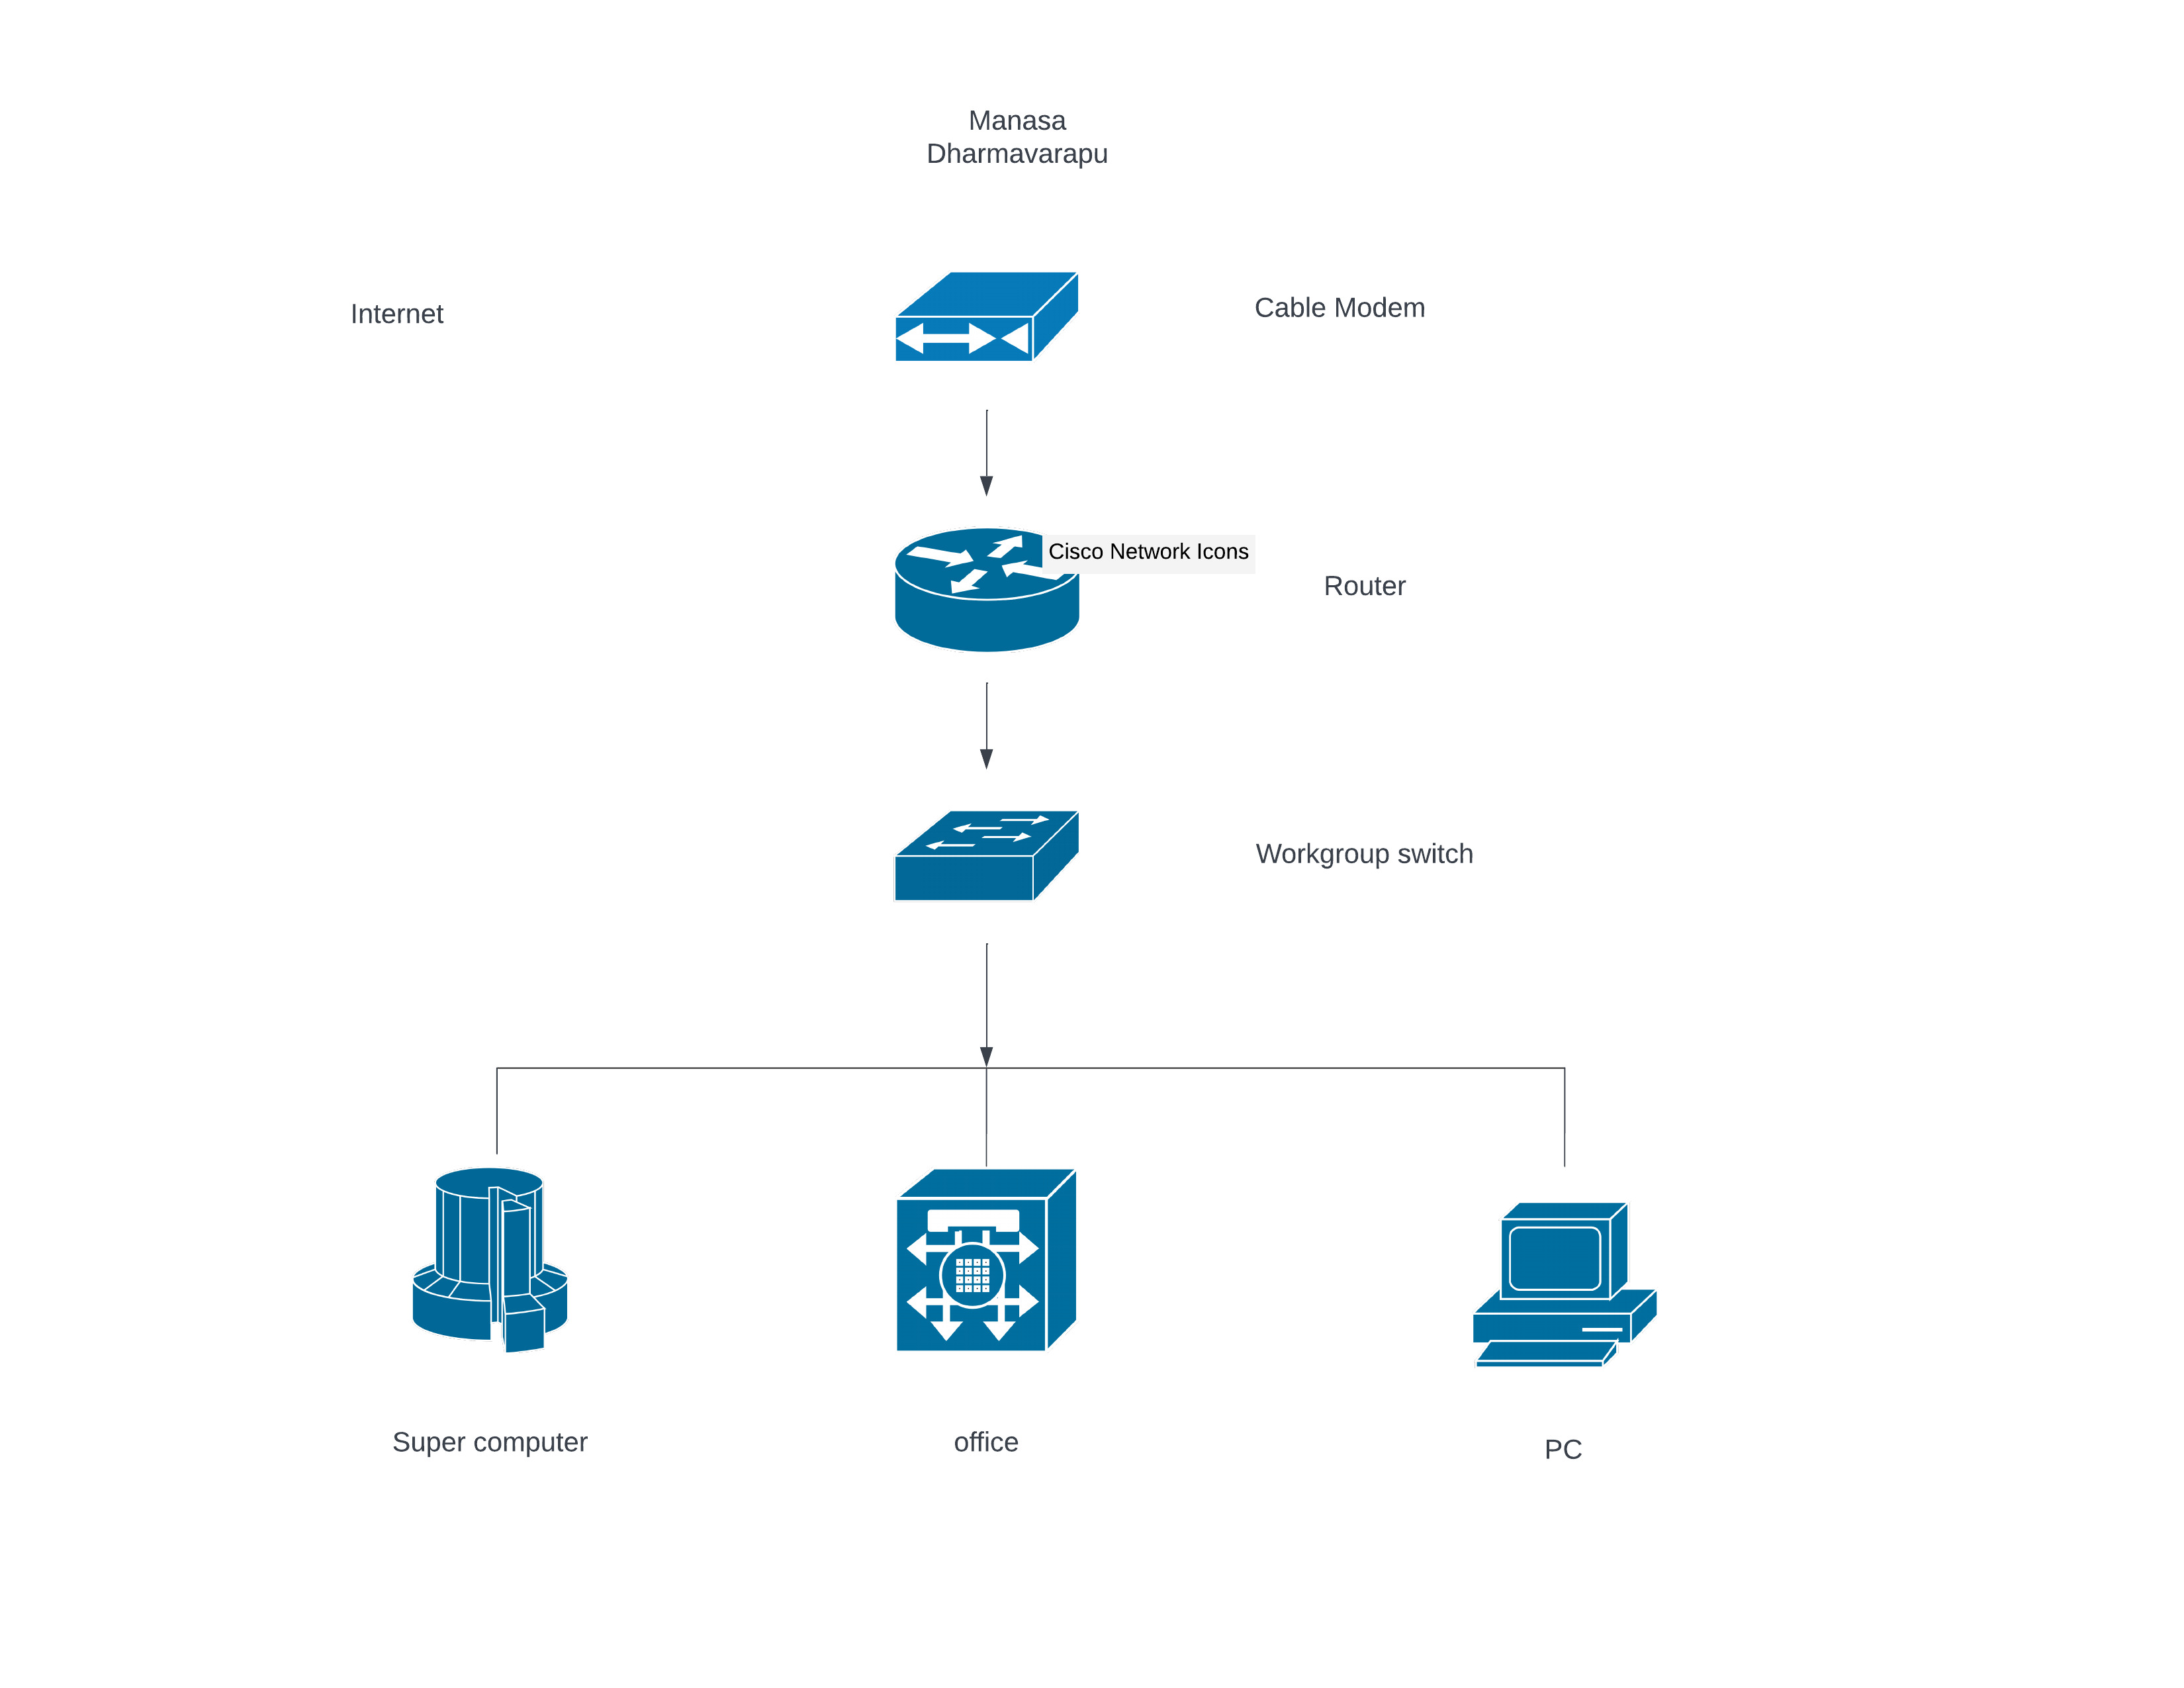 Manasa
Dharmavarapu
Internet
Cable Modem
Cisco Network Icons
Router
Workgroup switch
Super computer
office
PC